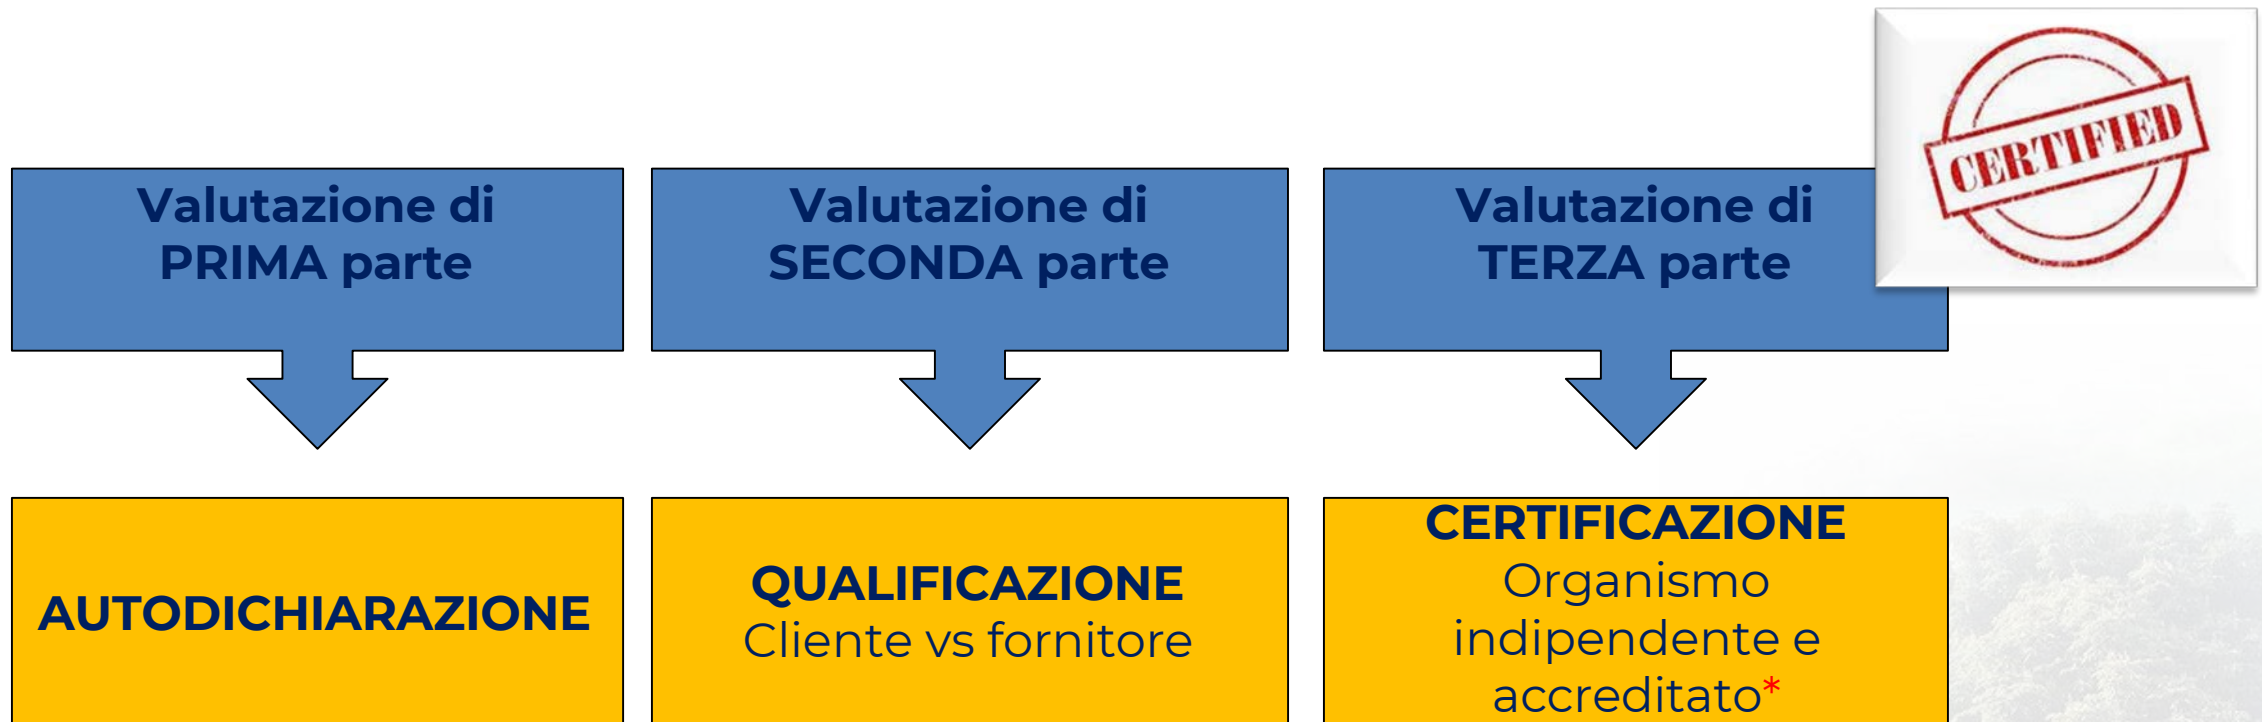 CERTIFIED
Valutazione di
PRIMA parte
Valutazione di
SECONDA parte
Valutazione di
TERZA parte
AUTODICHIARAZIONE
QUALIFICAZIONE
Cliente vs fornitore
CERTIFICAZIONE
Organismo
indipendente e
accreditato*